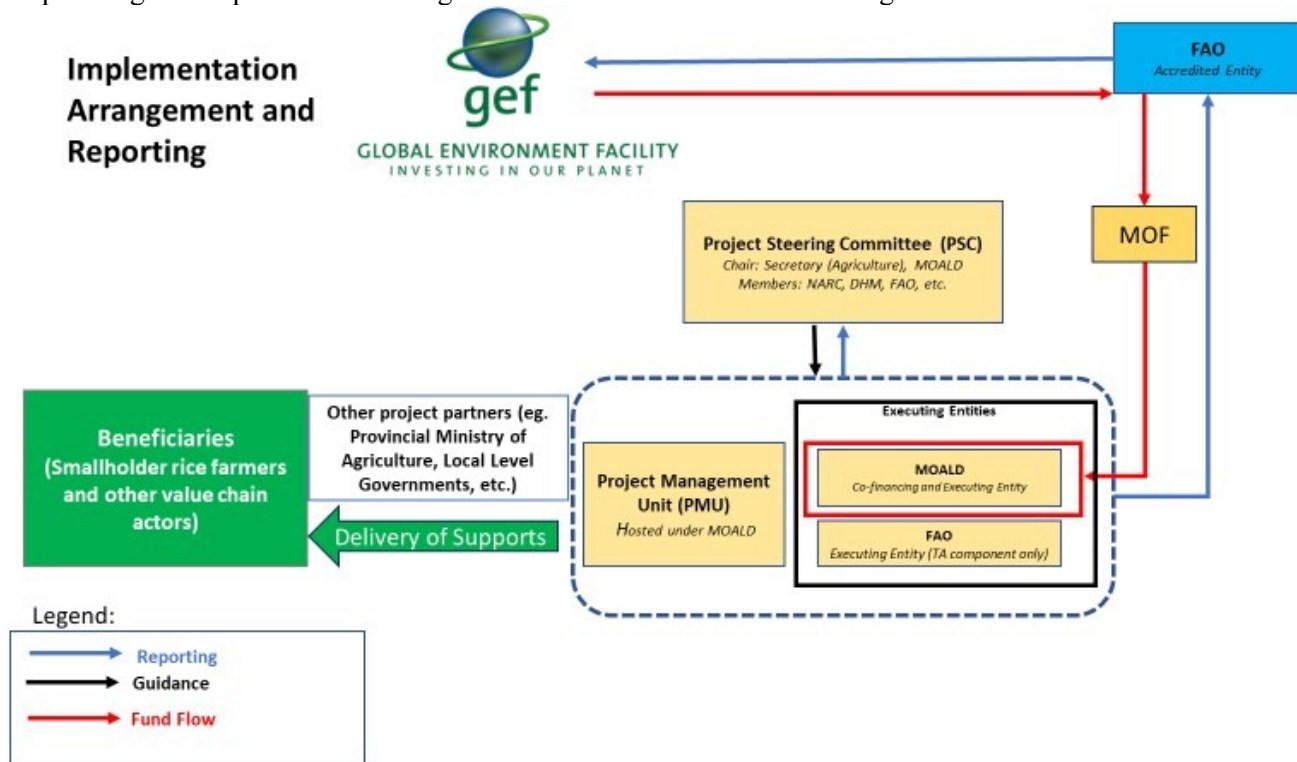 Implementation
Arrangement and
Reporting
gef
GLOBAL ENVIRONMENT FACILITY
INVESTING IN OUR PLANET
FAO
Accredited Entity
MOF
Project Steering Committee (PSC)
Chair: Secretary (Agriculture), MOALD
Members: NARC, DHM, FAO, etc.
Beneficiaries
(Smallholder rice farmers
and other value chain
actors)
Other project partners (eg.
Provincial Ministry of
Agriculture, Local Level
Governments, etc.)
Delivery of Supports
Project Management
Unit (PMU)
Hosted under MOALD
Executing Entities
MOALD
Co-financing and Executing Entity
FAO
Executing Entity (TA component only)
Legend:
Reporting
Guidance
Fund Flow